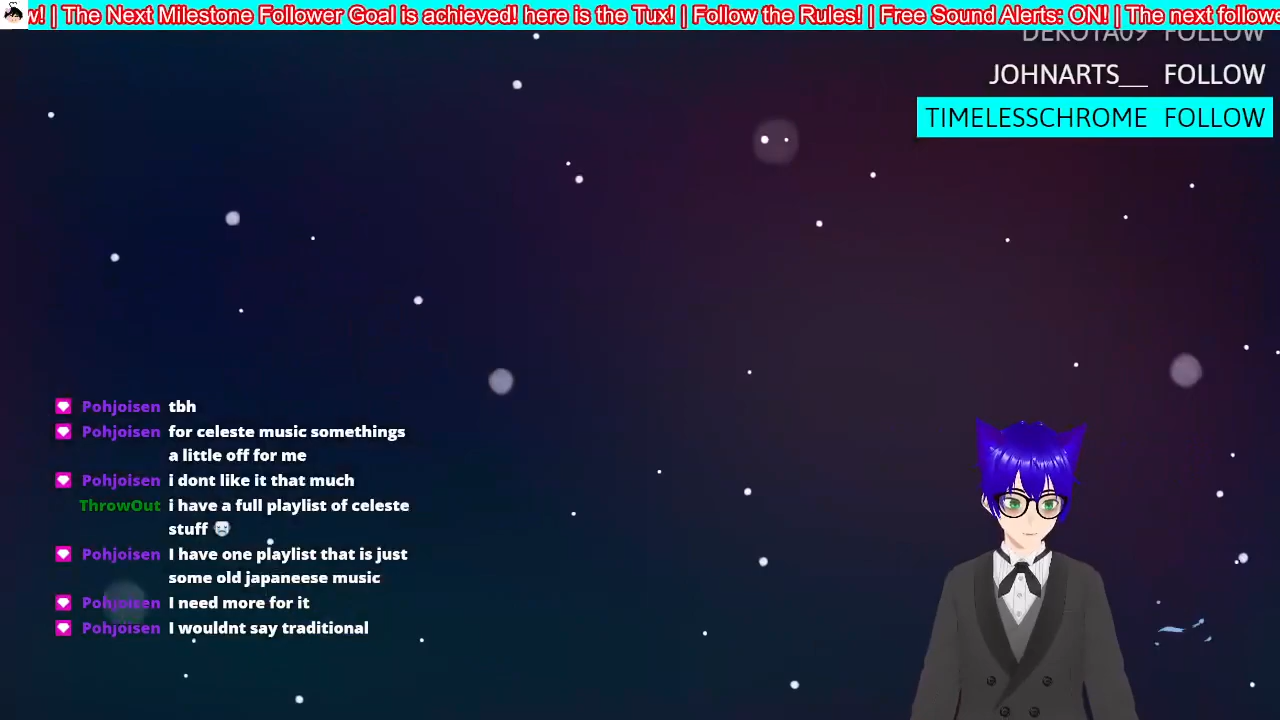 w! | The Next Milestone Follower Goal is achieved! here is the Tux! | Follow the Rules! | Free Sound Alerts: ON! | The next followe
DEKOTA09 FOLLOW
JOHNARTS__ FOLLOW
TIMELESSCHROME FOLLOW
Pohjoisen tbh
Pohjoisen for celeste music somethings
a little off for me
Pohjoisen i dont like it that much
ThrowOut i have a full playlist of celeste
stuff
Pohjoisen I have one playlist that is just
some old japaneese music
Pohjoisen I need more for it
Pohjoisen I wouldnt say traditional